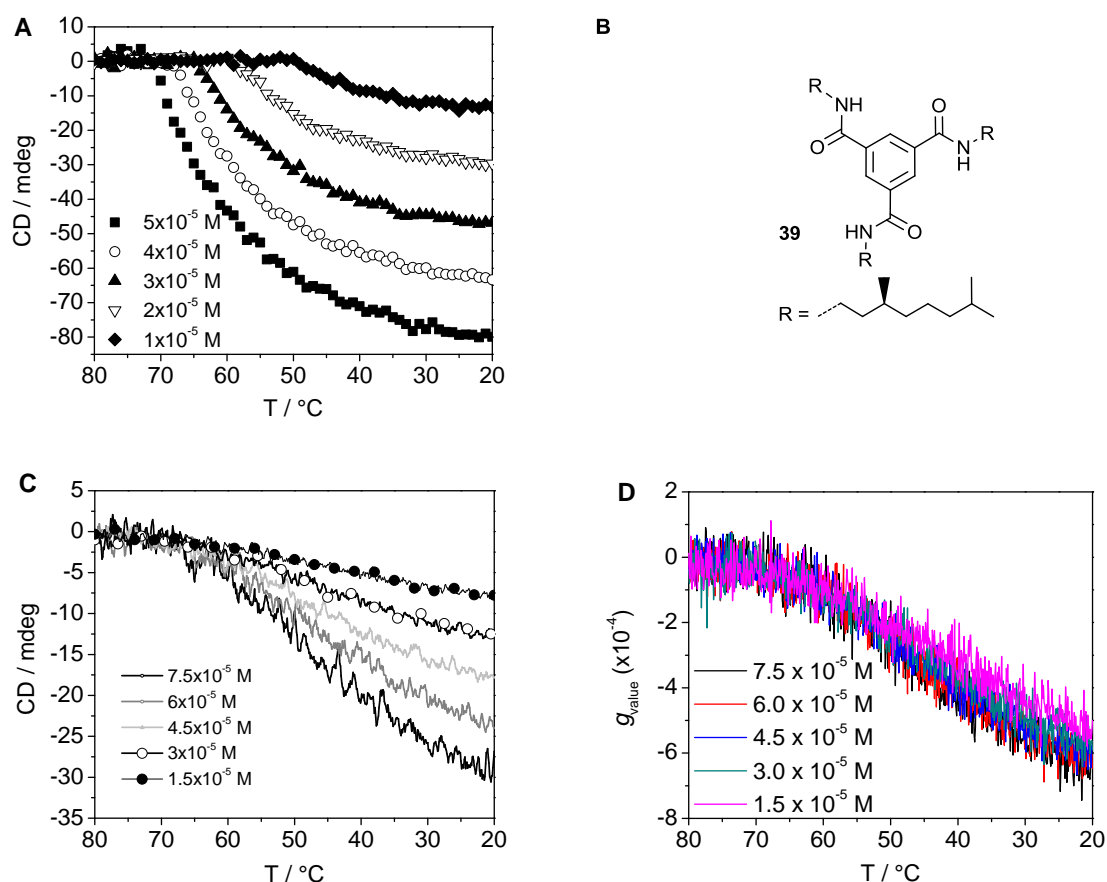 A
10
0
-10
-20
-30
-40
-50
-60
-70
-80
CD / mdeg
5x10⁻⁵ M
4x10⁻⁵ M
3x10⁻⁵ M
2x10⁻⁵ M
1x10⁻⁵ M
80 70 60 50 40 30 20
T / °C
B
R
NH
O
O
R
N
H
39
NH
O
R
R =
C
5
0
-5
-10
-15
-20
-25
-30
-35
CD / mdeg
7.5x10⁻⁵ M
6x10⁻⁵ M
4.5x10⁻⁵ M
3x10⁻⁵ M
1.5x10⁻⁵ M
80 70 60 50 40 30 20
T / °C
D
2
0
-2
-4
-6
-8
gvalue (x10⁻⁴)
7.5 x 10⁻⁵ M
6.0 x 10⁻⁵ M
4.5 x 10⁻⁵ M
3.0 x 10⁻⁵ M
1.5 x 10⁻⁵ M
80 70 60 50 40 30 20
T / °C